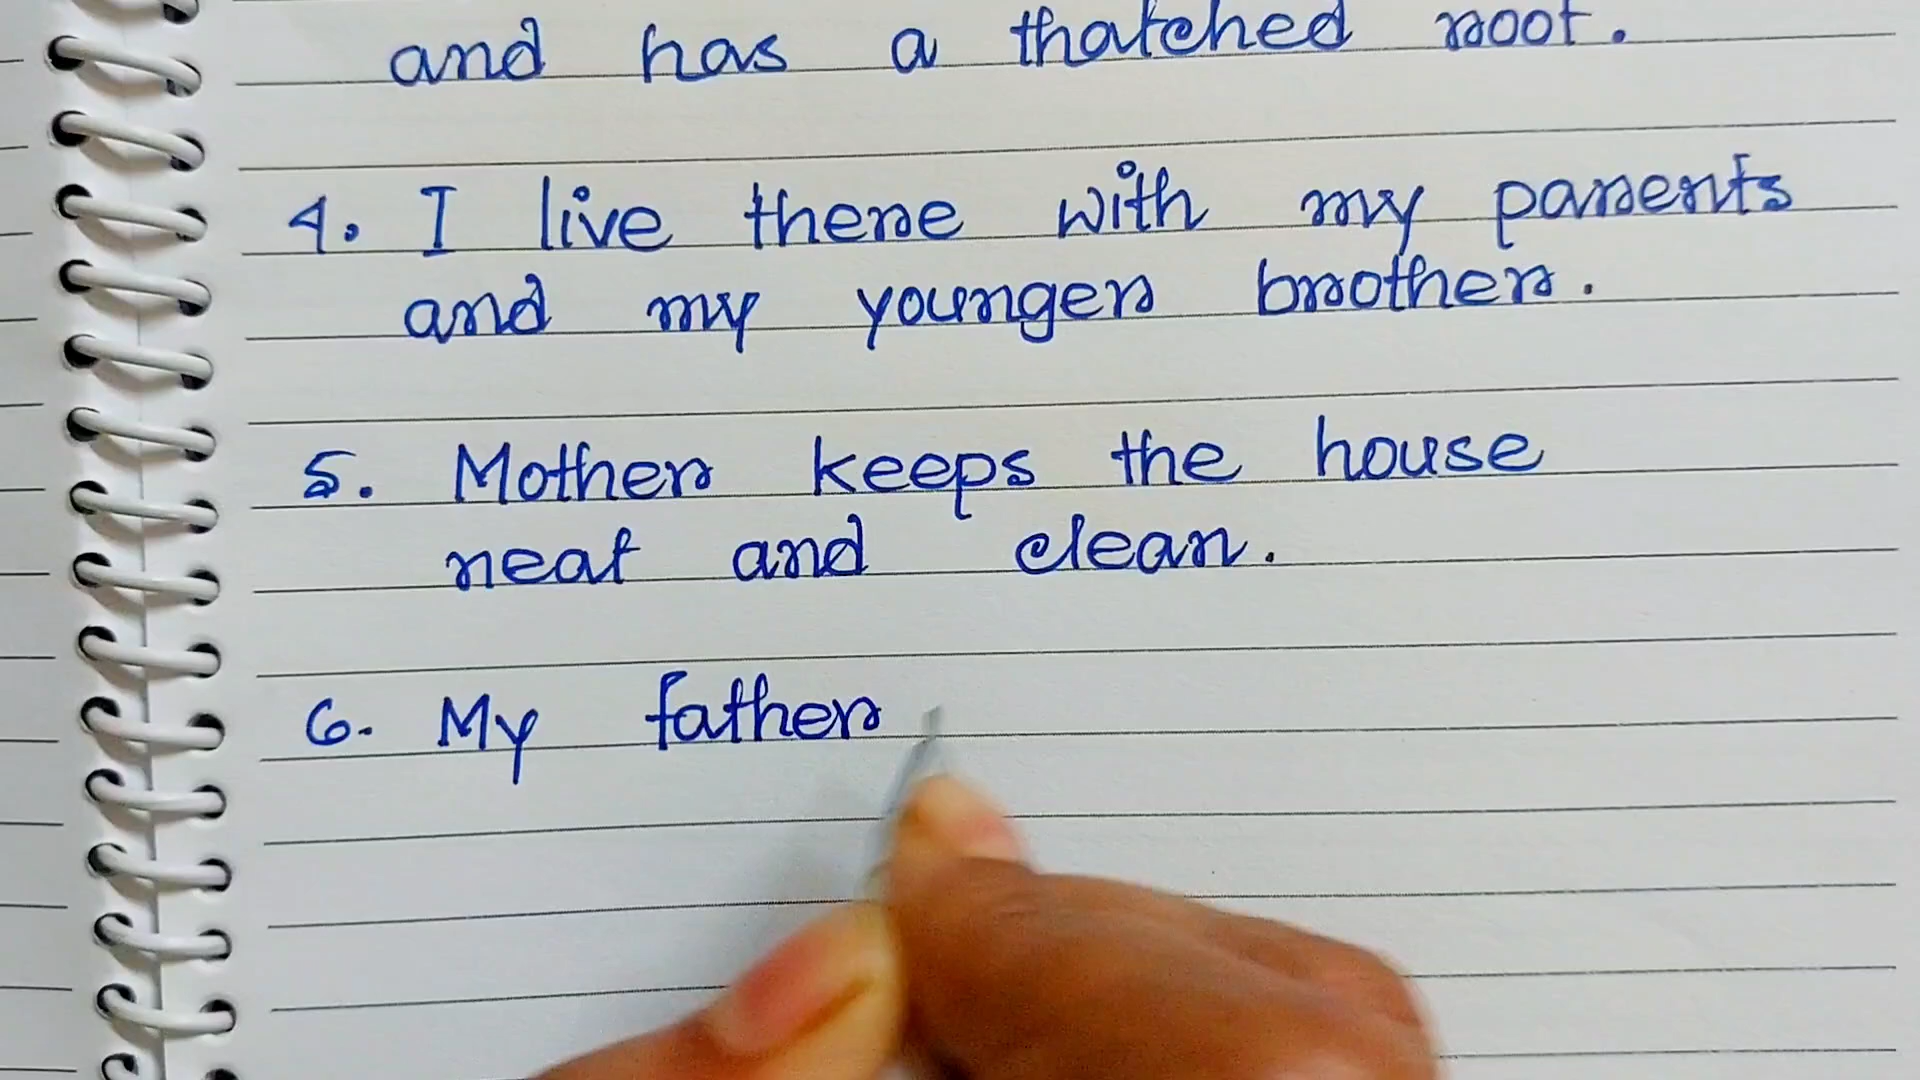 and has a thatched roof.
4. I live there with my parents
and my younger brother.
5. Mother keeps the house
neat and clean.
6. My father